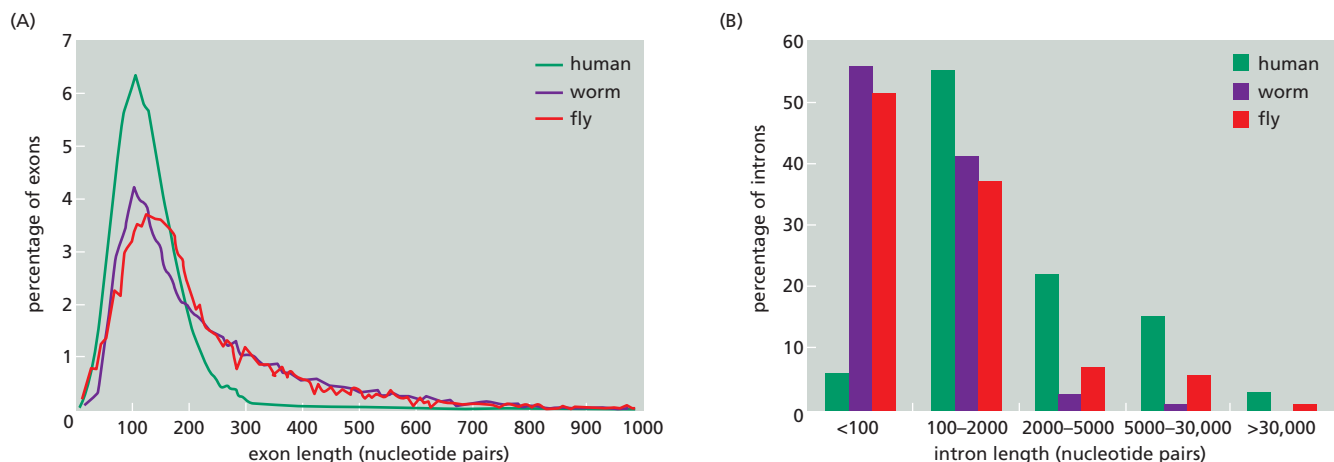 (A)
7
6
5
4
3
2
1
0
percentage of exons
human
worm
fly
100 200 300 400 500 600 700 800 900 1000
exon length (nucleotide pairs)
(B)
60
50
40
30
20
10
0
percentage of introns
human
worm
fly
<100 100–2000 2000–5000 5000–30,000 >30,000
intron length (nucleotide pairs)